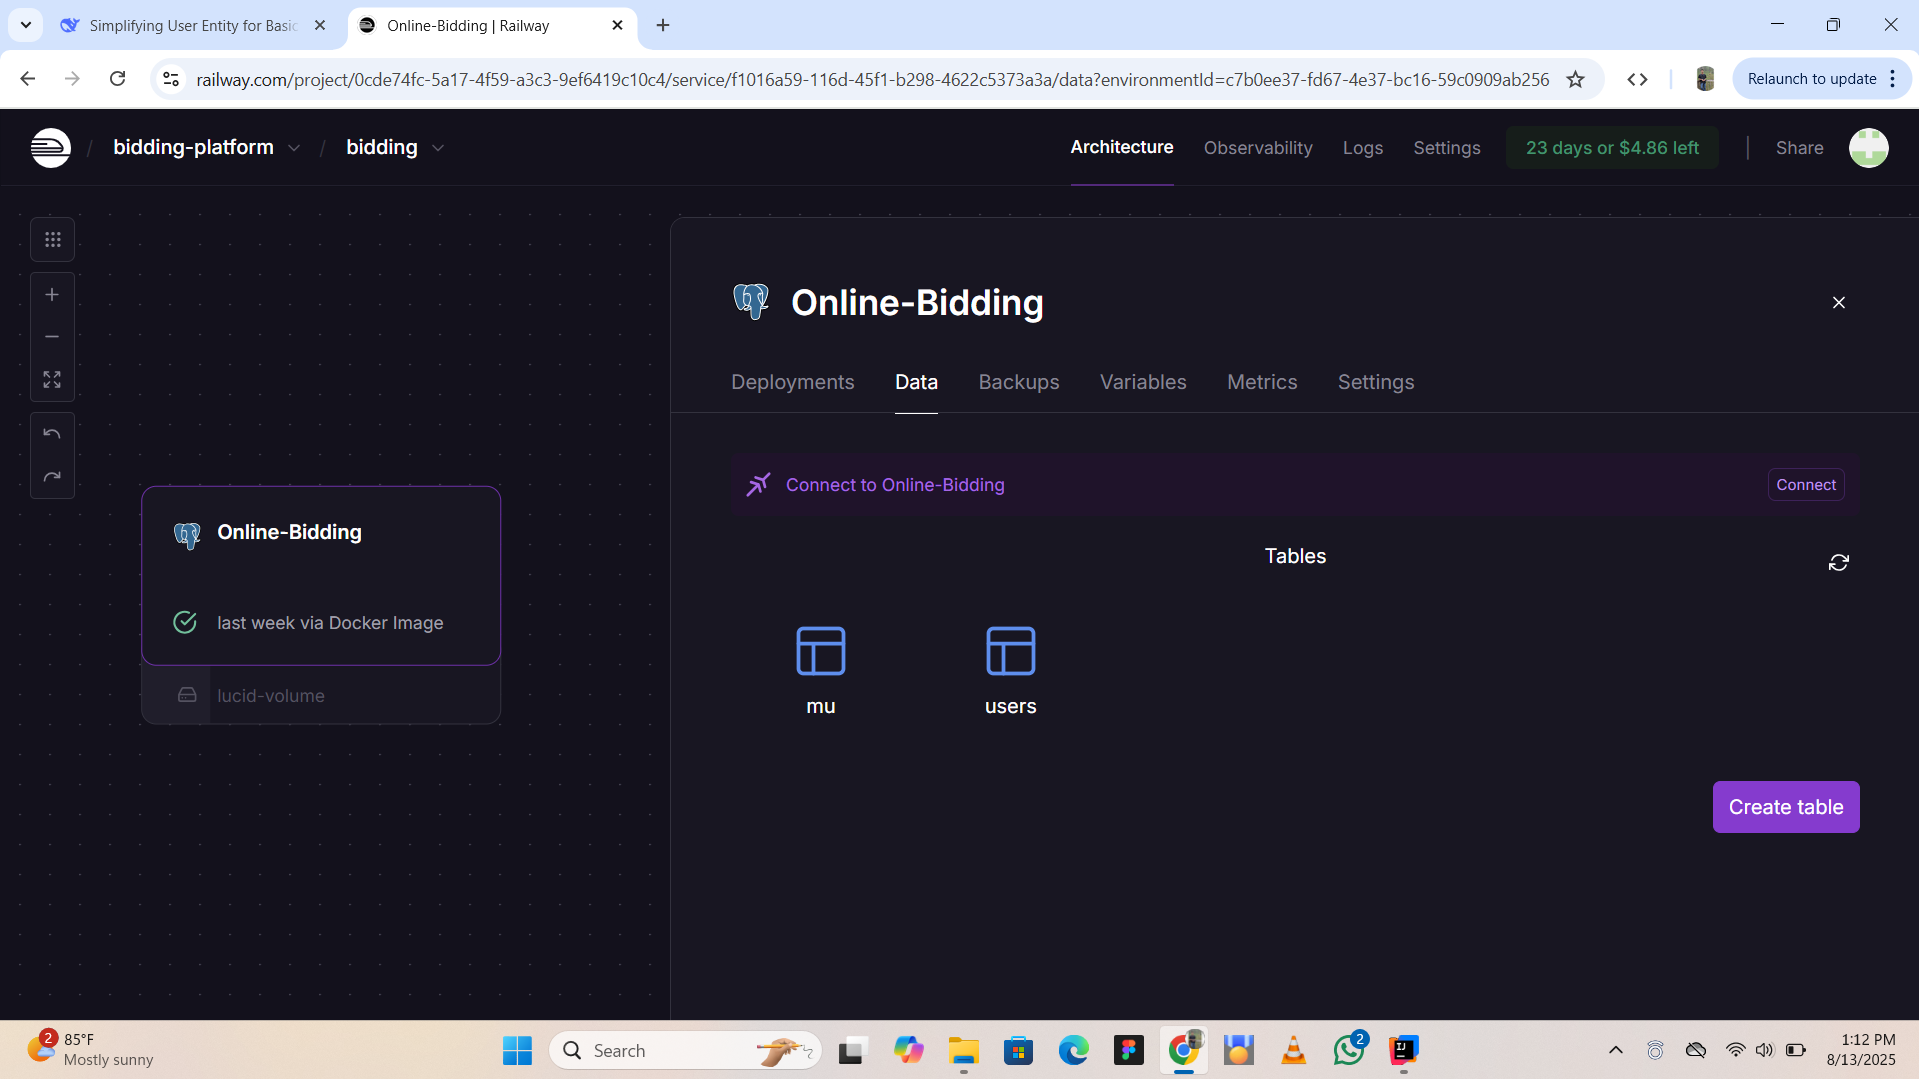 Simplifying User Entity for Basic
Online-Bidding | Railway
railway.com/project/0cde74fc-5a17-4f59-a3c3-9ef6419c10c4/service/f1016a59-116d-45f1-b298-4622c5373a3a/data?environmentId=c7b0ee37-fd67-4e37-bc16-59c0909ab256
Relaunch to update
/ bidding-platform / bidding
Architecture
Observability
Logs
Settings
23 days or $4.86 left
Share
Online-Bidding
Deployments
Data
Backups
Variables
Metrics
Settings
Connect to Online-Bidding
Connect
Tables
mu
users
Create table
Online-Bidding
last week via Docker Image
lucid-volume
2
85°F
Mostly sunny
Search
2
IJ
1:12 PM
8/13/2025